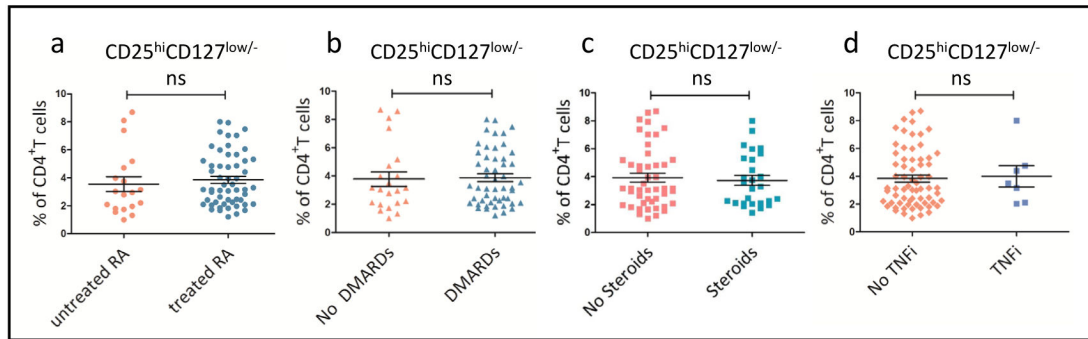 a
CD25ʰⁱCD127ˡᵒʷ/⁻
ns
% of CD4⁺T cells
10
8
6
4
2
0
untreated RA
treated RA
b
CD25ʰⁱCD127ˡᵒʷ/⁻
ns
% of CD4⁺T cells
10
8
6
4
2
0
No DMARDs
DMARDs
c
CD25ʰⁱCD127ˡᵒʷ/⁻
ns
% of CD4⁺T cells
10
8
6
4
2
0
No Steroids
Steroids
d
CD25ʰⁱCD127ˡᵒʷ/⁻
ns
% of CD4⁺T cells
10
8
6
4
2
0
No TNFi
TNFi